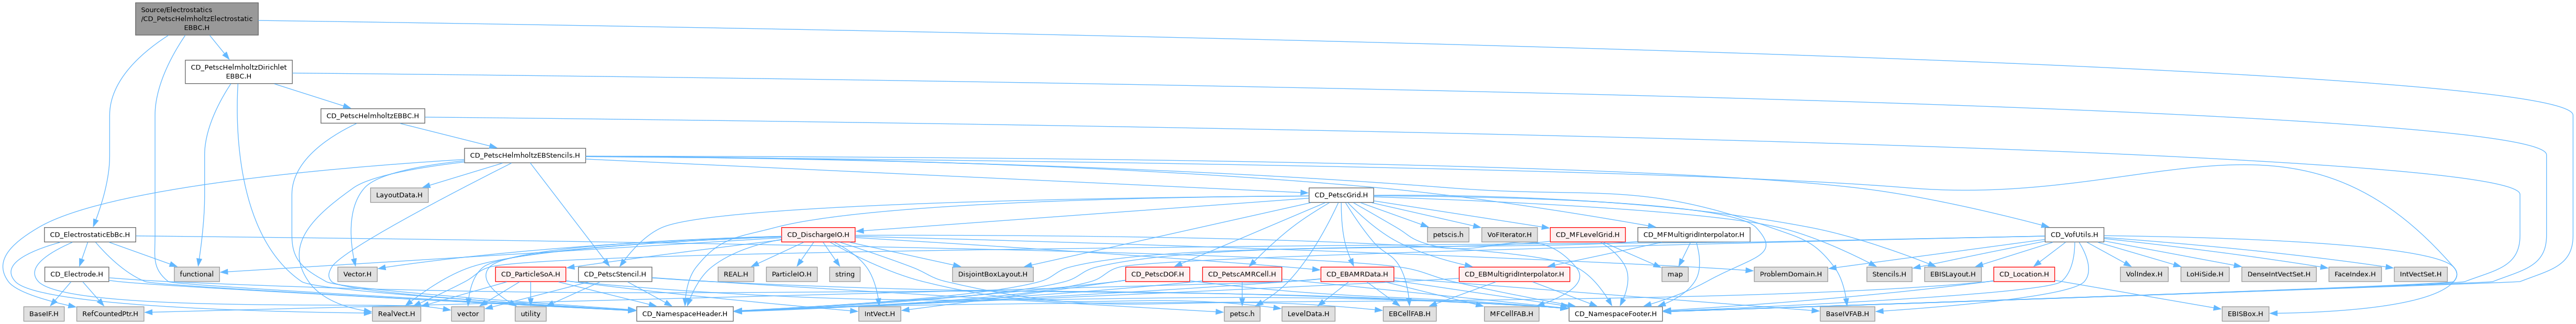 Source/Electrostatics
/CD_PetscHelmholtzElectrostatic
EBBC.H
CD_PetscHelmholtzDirichlet
EBBC.H
CD_PetscHelmholtzEBBC.H
CD_PetscHelmholtzEBStencils.H
LayoutData.H
CD_PetscGrid.H
CD_ElectrostaticEbBc.H
CD_DischargeIO.H
petscis.h
VoFIterator.H
CD_MFLevelGrid.H
CD_MFMultigridInterpolator.H
CD_VofUtils.H
CD_Electrode.H
functional
Vector.H
CD_ParticleSoA.H
CD_PetscStencil.H
REAL.H
ParticleIO.H
string
DisjointBoxLayout.H
CD_PetscDOF.H
CD_PetscAMRCell.H
CD_EBAMRData.H
CD_EBMultigridInterpolator.H
map
ProblemDomain.H
Stencils.H
EBISLayout.H
CD_Location.H
VolIndex.H
LoHiSide.H
DenseIntVectSet.H
FaceIndex.H
IntVectSet.H
BaseIF.H
RefCountedPtr.H
RealVect.H
vector
utility
CD_NamespaceHeader.H
IntVect.H
petsc.h
LevelData.H
EBCellFAB.H
MFCellFAB.H
CD_NamespaceFooter.H
BaseIVFAB.H
EBISBox.H